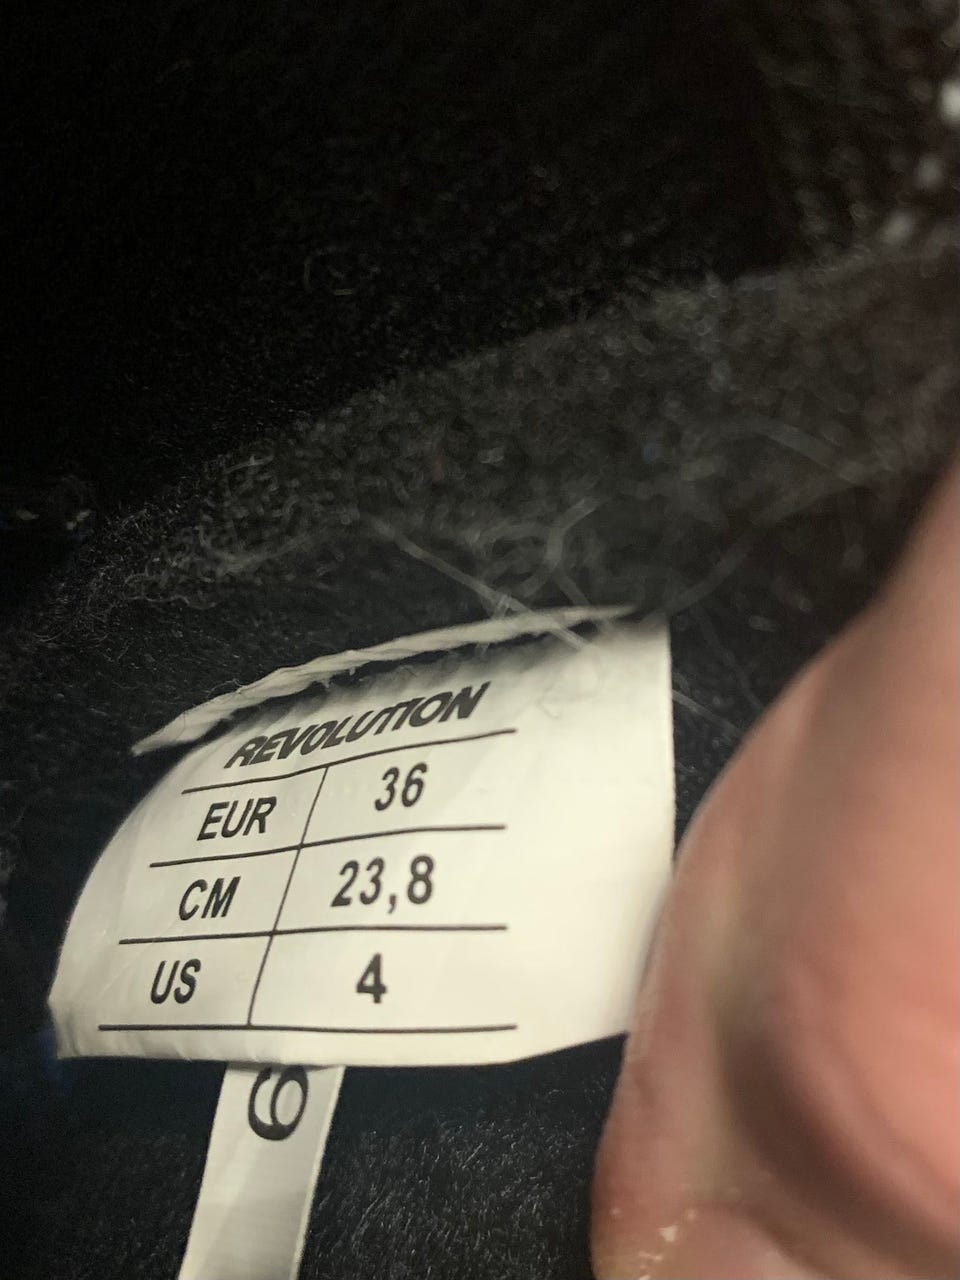 REVOLUTION
EUR 36
CM 23,8
US 4